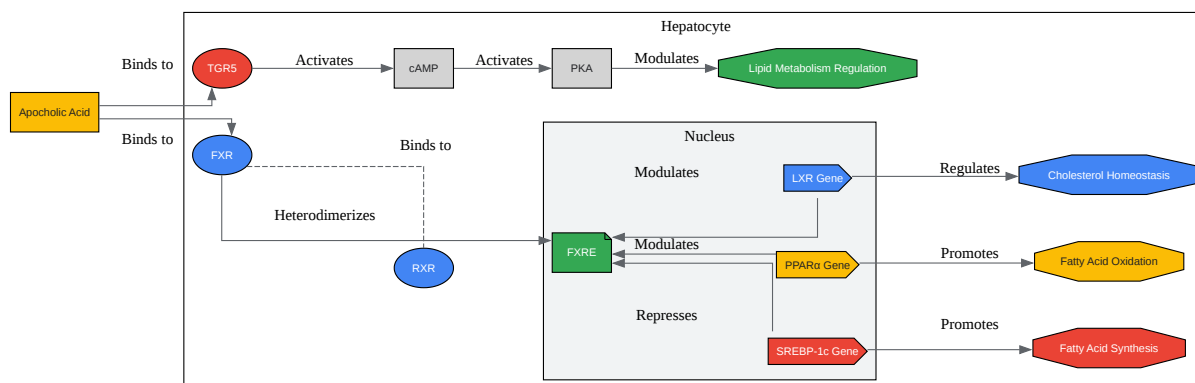 Hepatocyte
Binds to
TGR5
Activates
cAMP
Activates
PKA
Modulates
Lipid Metabolism Regulation
Apocholic Acid
Binds to
FXR
Binds to
Nucleus
Modulates
LXR Gene
Regulates
Cholesterol Homeostasis
Heterodimerizes
RXR
FXRE
Modulates
PPARα Gene
Promotes
Fatty Acid Oxidation
Represses
SREBP-1c Gene
Promotes
Fatty Acid Synthesis